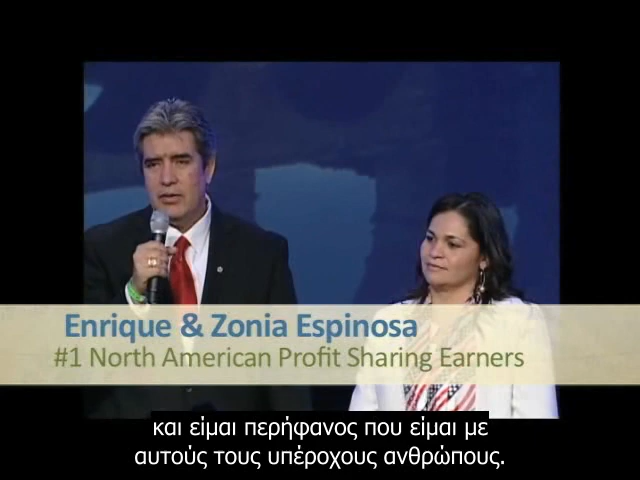 Enrique & Zonia Espinosa
#1 North American Profit Sharing Earners
και είμαι περήφανος που είμαι με
αυτούς τους υπέροχους ανθρώπους.